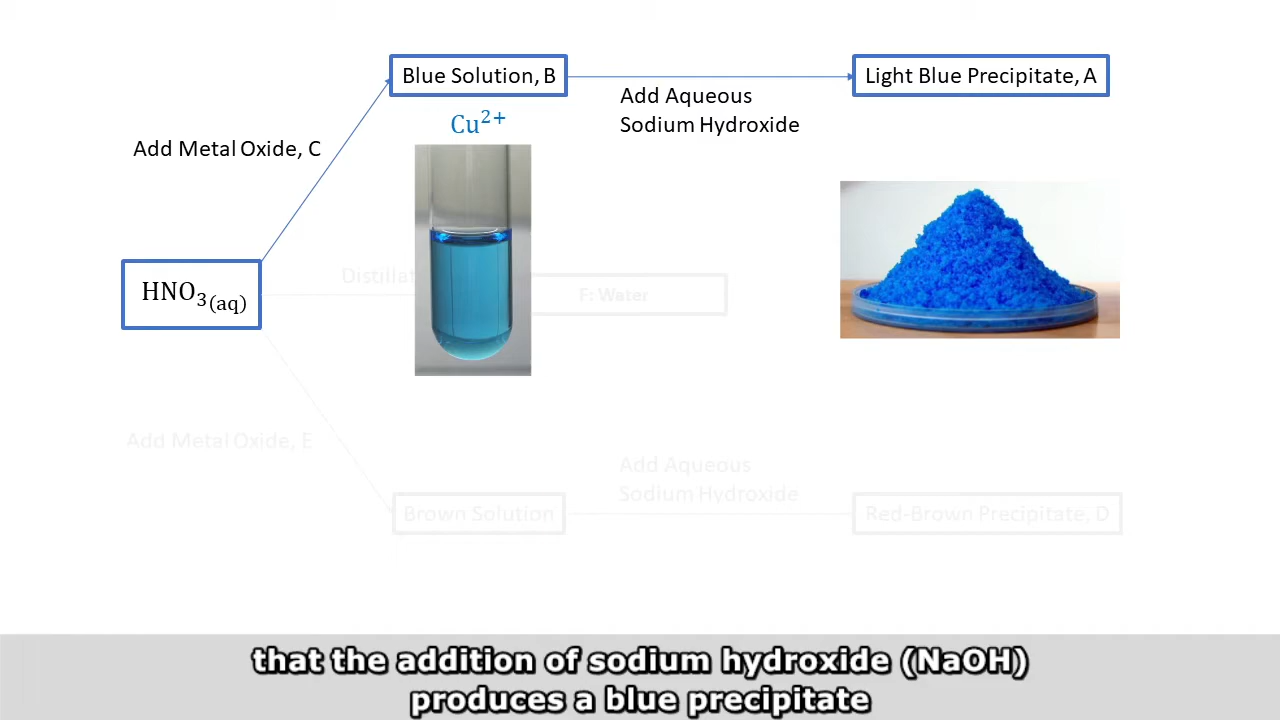 Blue Solution, B
Light Blue Precipitate, A
Add Aqueous
Sodium Hydroxide
Cu²⁺
Add Metal Oxide, C
HNO₃₍aq₎
Distillat
F: Water
Add Metal Oxide, E
Add Aqueous
Sodium Hydroxide
Brown Solution
Red-Brown Precipitate, D
that the addition of sodium hydroxide (NaOH)
produces a blue precipitate